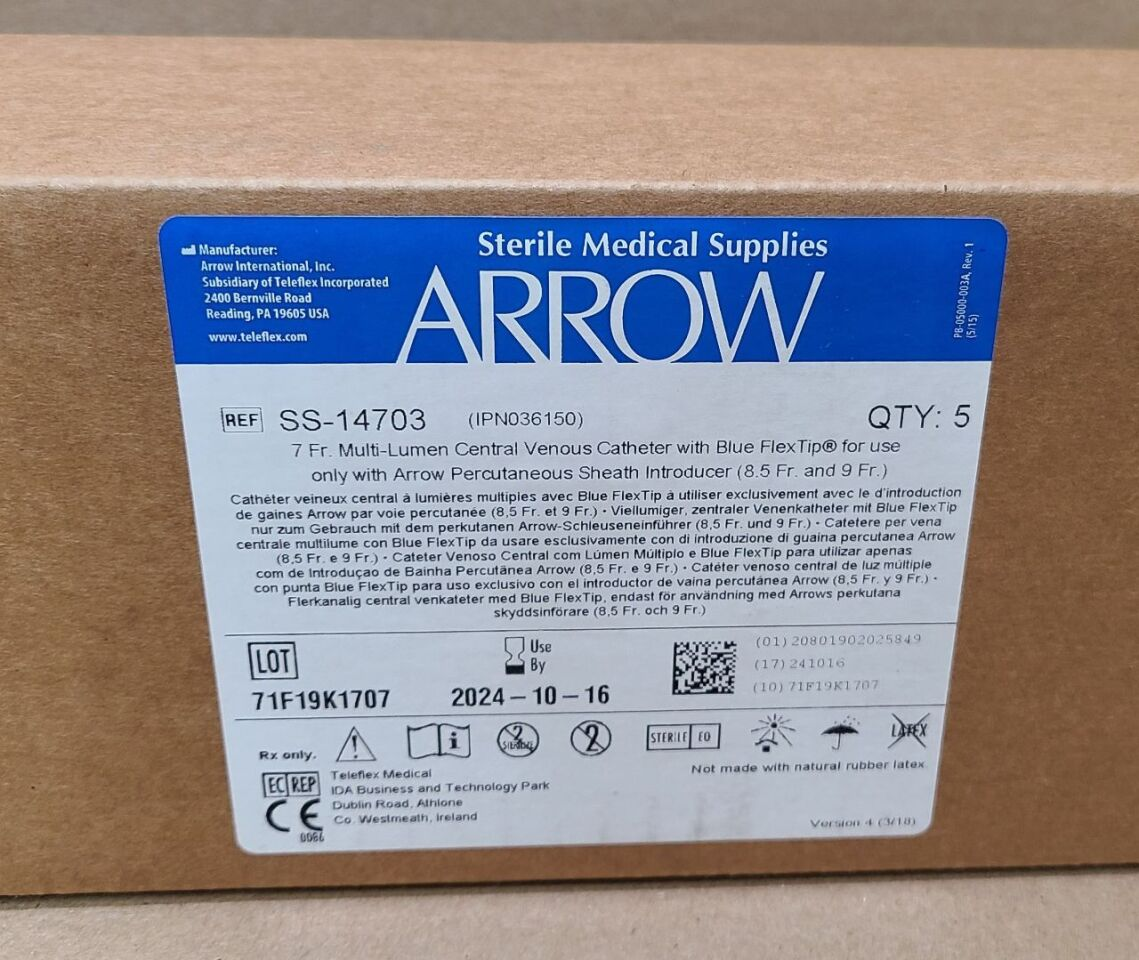 Manufacturer:
Arrow International, Inc.
Subsidiary of Teleflex Incorporated
2400 Bernville Road
Reading, PA 19605 USA
www.teleflex.com
Sterile Medical Supplies
ARROW
PB-05000-003A, Rev. 1
(5/15)
REF SS-14703 (IPN036150) QTY: 5
7 Fr. Multi-Lumen Central Venous Catheter with Blue FlexTip® for use
only with Arrow Percutaneous Sheath Introducer (8.5 Fr. and 9 Fr.)
Cathéter veineux central à lumières multiples avec Blue FlexTip à utiliser exclusivement avec le d'introduction
de gaines Arrow par voie percutanée (8,5 Fr. et 9 Fr.) • Viellumiger, zentraler Venenkatheter mit Blue FlexTip
nur zum Gebrauch mit dem perkutanen Arrow-Schleuseneinführer (8,5 Fr. und 9 Fr.) • Catetere per vena
centrale multilume con Blue FlexTip da usare esclusivamente con di introduzione di guaina percutanea Arrow
(8,5 Fr. e 9 Fr.) • Cateter Venoso Central com Lúmen Múltiplo e Blue FlexTip para utilizar apenas
com de Introduçao de Bainha Percutânea Arrow (8,5 Fr. e 9 Fr.) • Catéter venoso central de luz múltiple
con punta Blue FlexTip para uso exclusivo con el introductor de vaina percutánea Arrow (8,5 Fr. y 9 Fr.) •
Flerkanalig central venkateter med Blue FlexTip, endast för användning med Arrows perkutana
skyddsinförare (8,5 Fr. och 9 Fr.)
LOT
71F19K1707
Use
By
2024-10-16
(01)20801902025849
(17)241016
(10)71F19K1707
Rx only.
2
STERILIZE
2
STERILE EO
LATEX
Not made with natural rubber latex.
EC REP
Teleflex Medical
IDA Business and Technology Park
Dublin Road, Athlone
Co. Westmeath, Ireland
CE
0086
Version 4 (3/18)